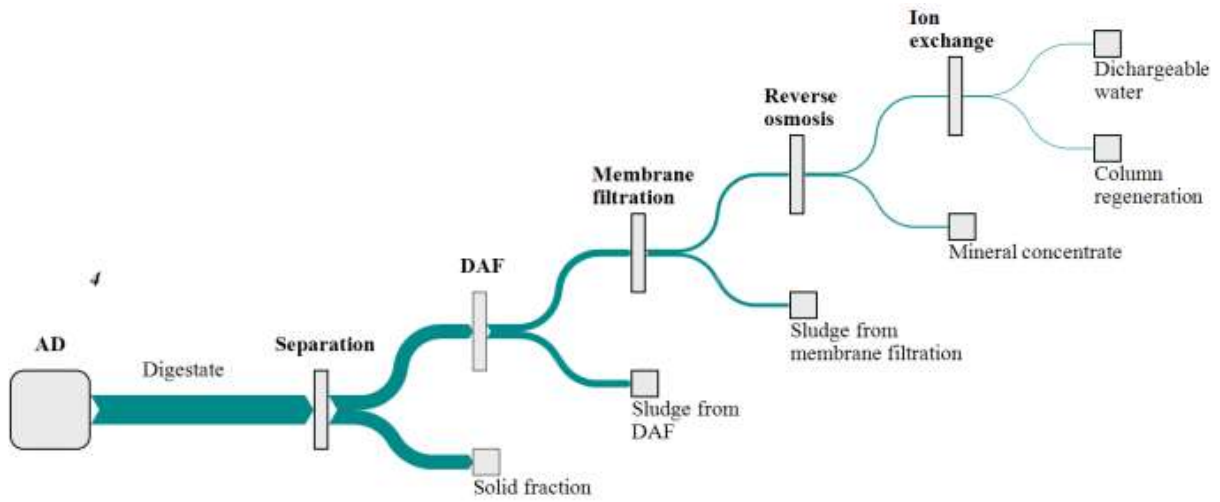 Ion
exchange
Dichargeable
water
Reverse
osmosis
Column
regeneration
Membrane
filtration
Mineral concentrate
DAF
4
Sludge from
membrane filtration
AD
Separation
Digestate
Sludge from
DAF
Solid fraction